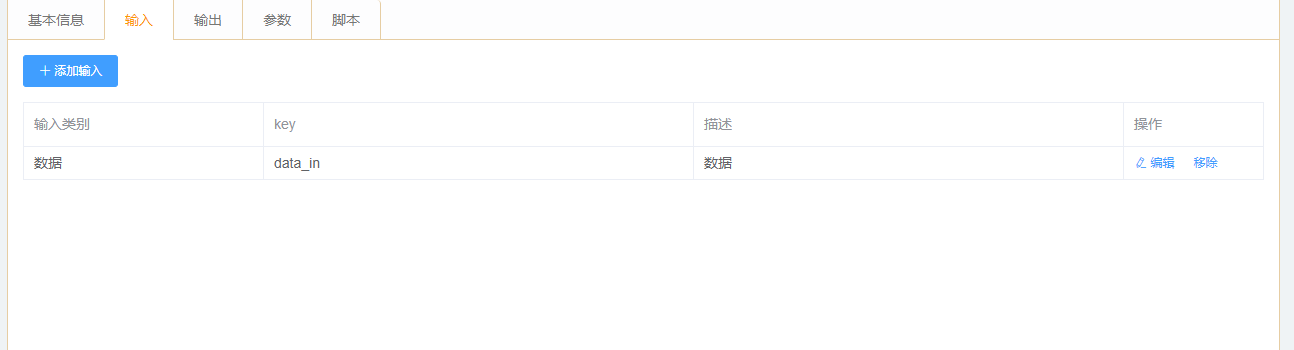 基本信息 输入 输出 参数 脚本
添加输入
输入类别 key 描述 操作
数据 data_in 数据 编辑 移除